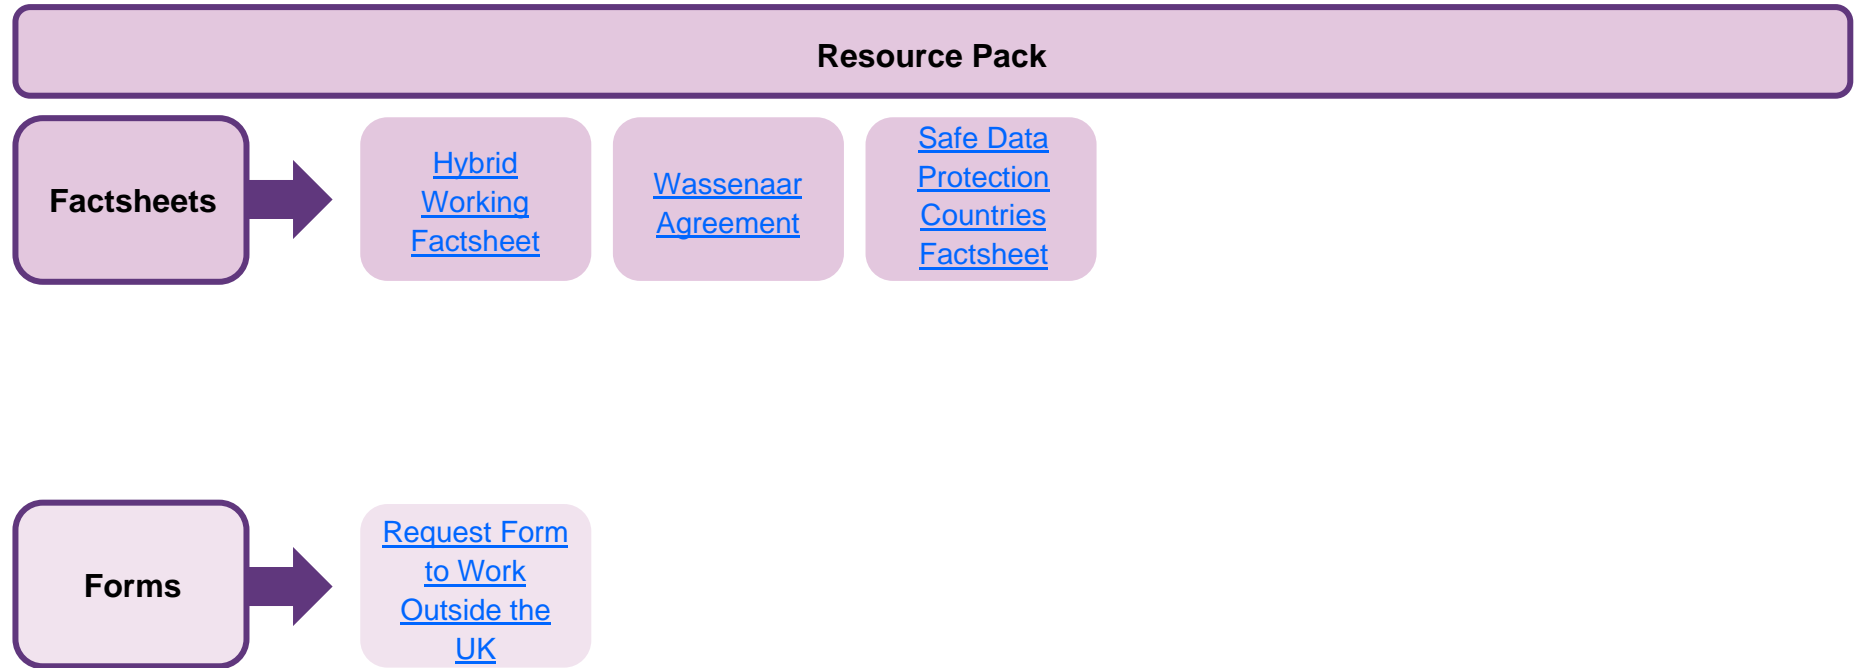 Resource Pack
Factsheets
Hybrid
Working
Factsheet
Wassenaar
Agreement
Safe Data
Protection
Countries
Factsheet
Forms
Request Form
to Work
Outside the
UK